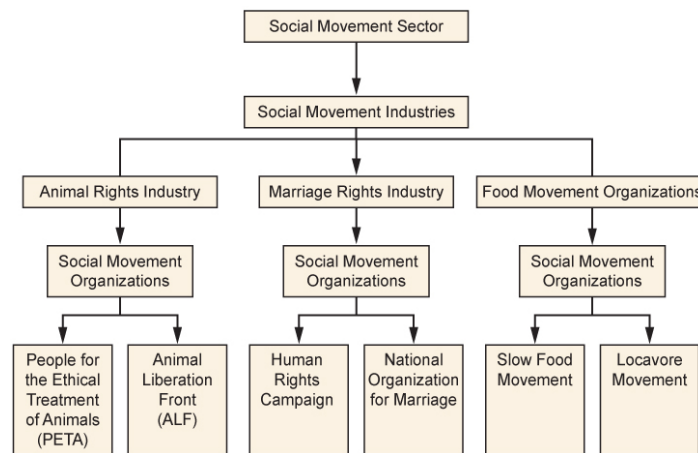 Social Movement Sector
Social Movement Industries
Animal Rights Industry
Marriage Rights Industry
Food Movement Organizations
Social Movement
Organizations
Social Movement
Organizations
Social Movement
Organizations
People for
the Ethical
Treatment
of Animals
(PETA)
Animal
Liberation
Front
(ALF)
Human
Rights
Campaign
National
Organization
for Marriage
Slow Food
Movement
Locavore
Movement